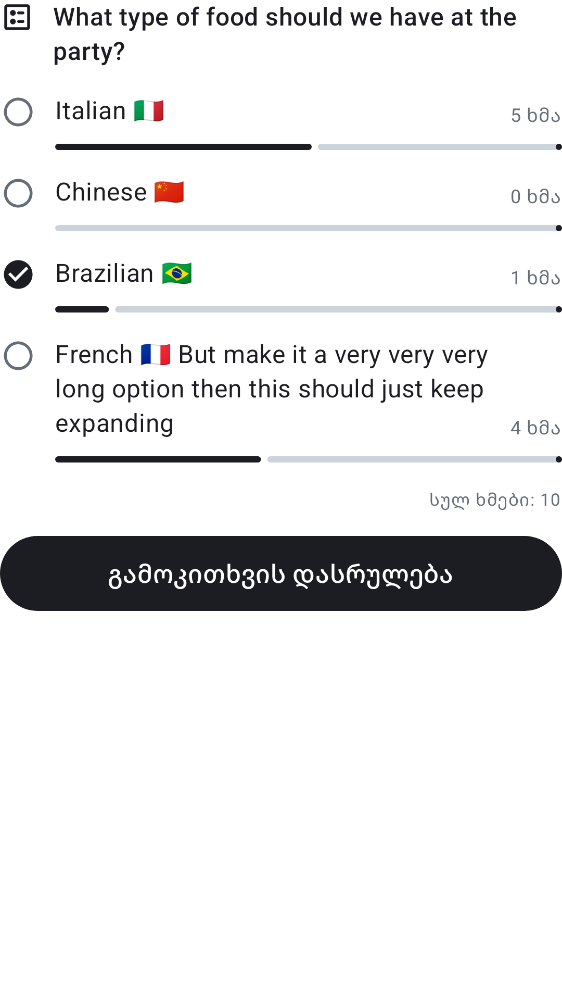 What type of food should we have at the
party?
Italian 🇮🇹
5 ხმა
Chinese 🇨🇳
0 ხმა
Brazilian 🇧🇷
1 ხმა
French 🇫🇷 But make it a very very very
long option then this should just keep
expanding
4 ხმა
სულ ხმები: 10
გამოკითხვის დასრულება